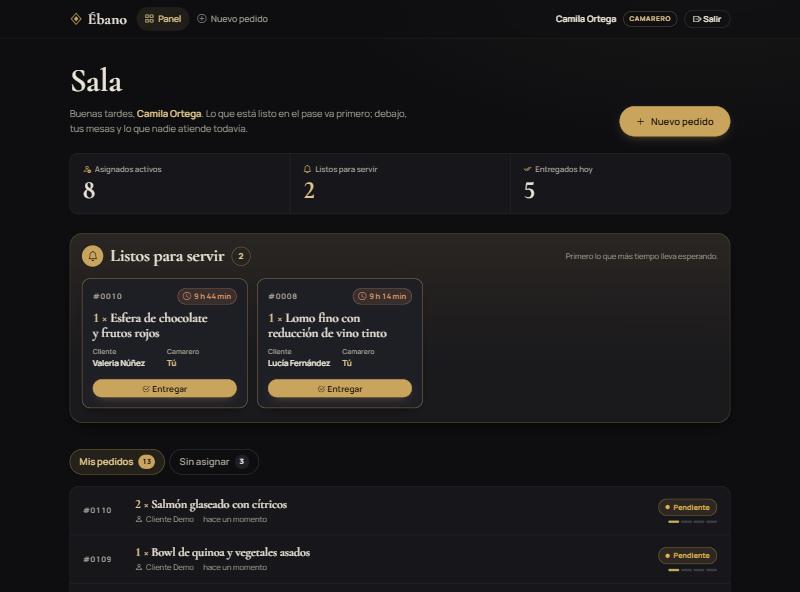 Ébano
Panel
Nuevo pedido
Camila Ortega
CAMARERO
Salir
Sala
Buenas tardes, Camila Ortega. Lo que está listo en el pase va primero; debajo,
tus mesas y lo que nadie atiende todavía.
Nuevo pedido
Asignados activos
8
Listos para servir
2
Entregados hoy
5
Listos para servir
2
Primero lo que más tiempo lleva esperando.
#0010
9 h 44 min
1 × Esfera de chocolate
y frutos rojos
Cliente
Camarero
Valeria Núñez
Tú
Entregar
#0008
9 h 14 min
1 × Lomo fino con
reducción de vino tinto
Cliente
Camarero
Lucía Fernández
Tú
Entregar
Mis pedidos
13
Sin asignar
3
#0110
2 × Salmón glaseado con cítricos
Cliente Demo
hace un momento
Pendiente
#0109
1 × Bowl de quinoa y vegetales asados
Cliente Demo
hace un momento
Pendiente